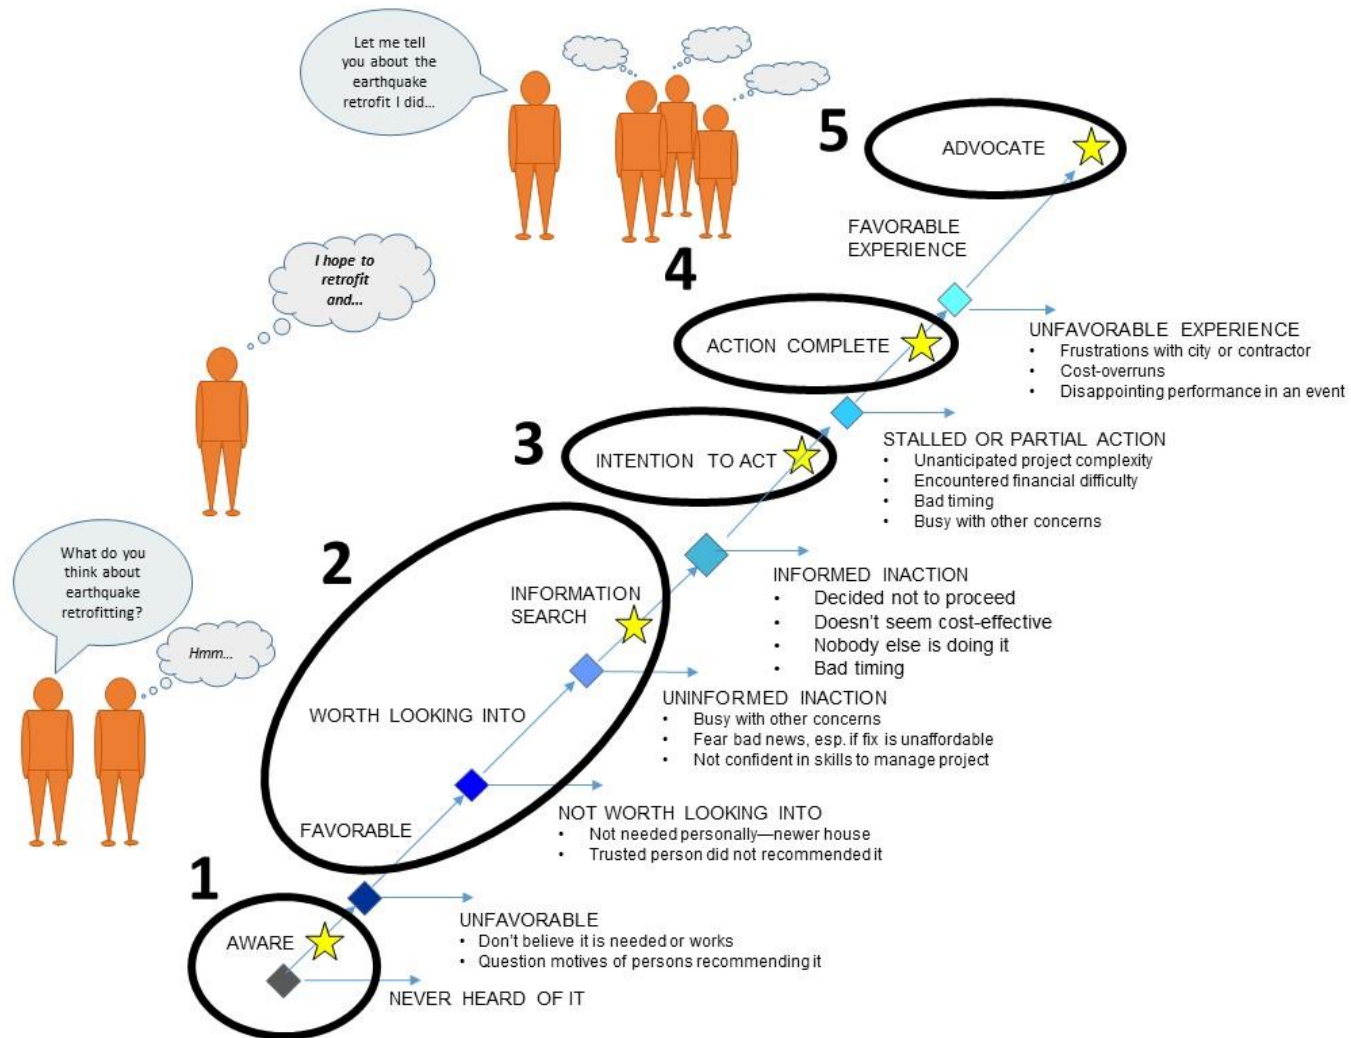 Let me tell
you about the
earthquake
retrofit I did...
5
ADVOCATE
FAVORABLE
EXPERIENCE
4
ACTION COMPLETE
UNFAVORABLE EXPERIENCE
• Frustrations with city or contractor
• Cost-overruns
• Disappointing performance in an event
I hope to
retrofit
and...
3
INTENTION TO ACT
STALLED OR PARTIAL ACTION
• Unanticipated project complexity
• Encountered financial difficulty
• Bad timing
• Busy with other concerns
What do you
think about
earthquake
retrofitting?
Hmm...
2
INFORMATION
SEARCH
INFORMED INACTION
• Decided not to proceed
• Doesn't seem cost-effective
• Nobody else is doing it
• Bad timing
WORTH LOOKING INTO
UNINFORMED INACTION
• Busy with other concerns
• Fear bad news, esp. if fix is unaffordable
• Not confident in skills to manage project
FAVORABLE
NOT WORTH LOOKING INTO
• Not needed personally—newer house
• Trusted person did not recommended it
1
AWARE
UNFAVORABLE
• Don't believe it is needed or works
• Question motives of persons recommending it
NEVER HEARD OF IT